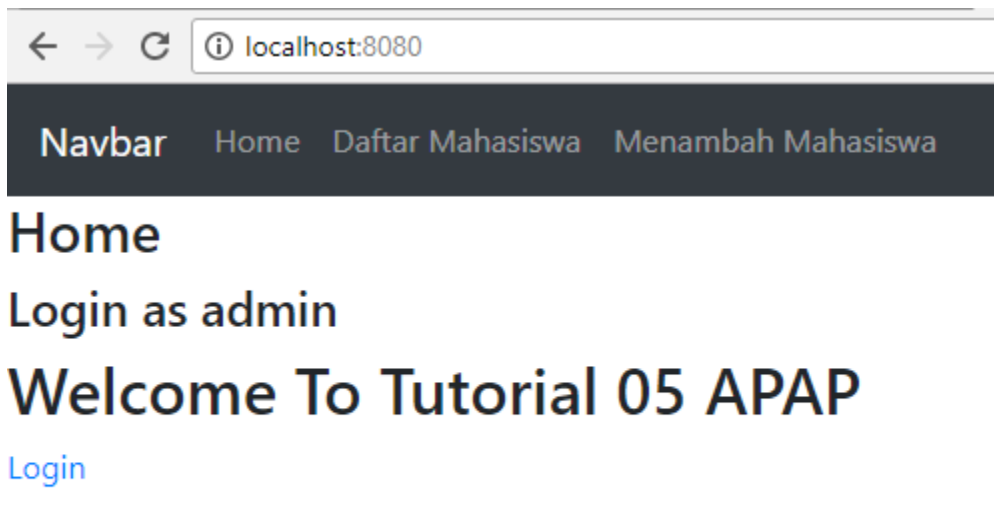 localhost:8080
Navbar Home Daftar Mahasiswa Menambah Mahasiswa
Home
Login as admin
Welcome To Tutorial 05 APAP
Login